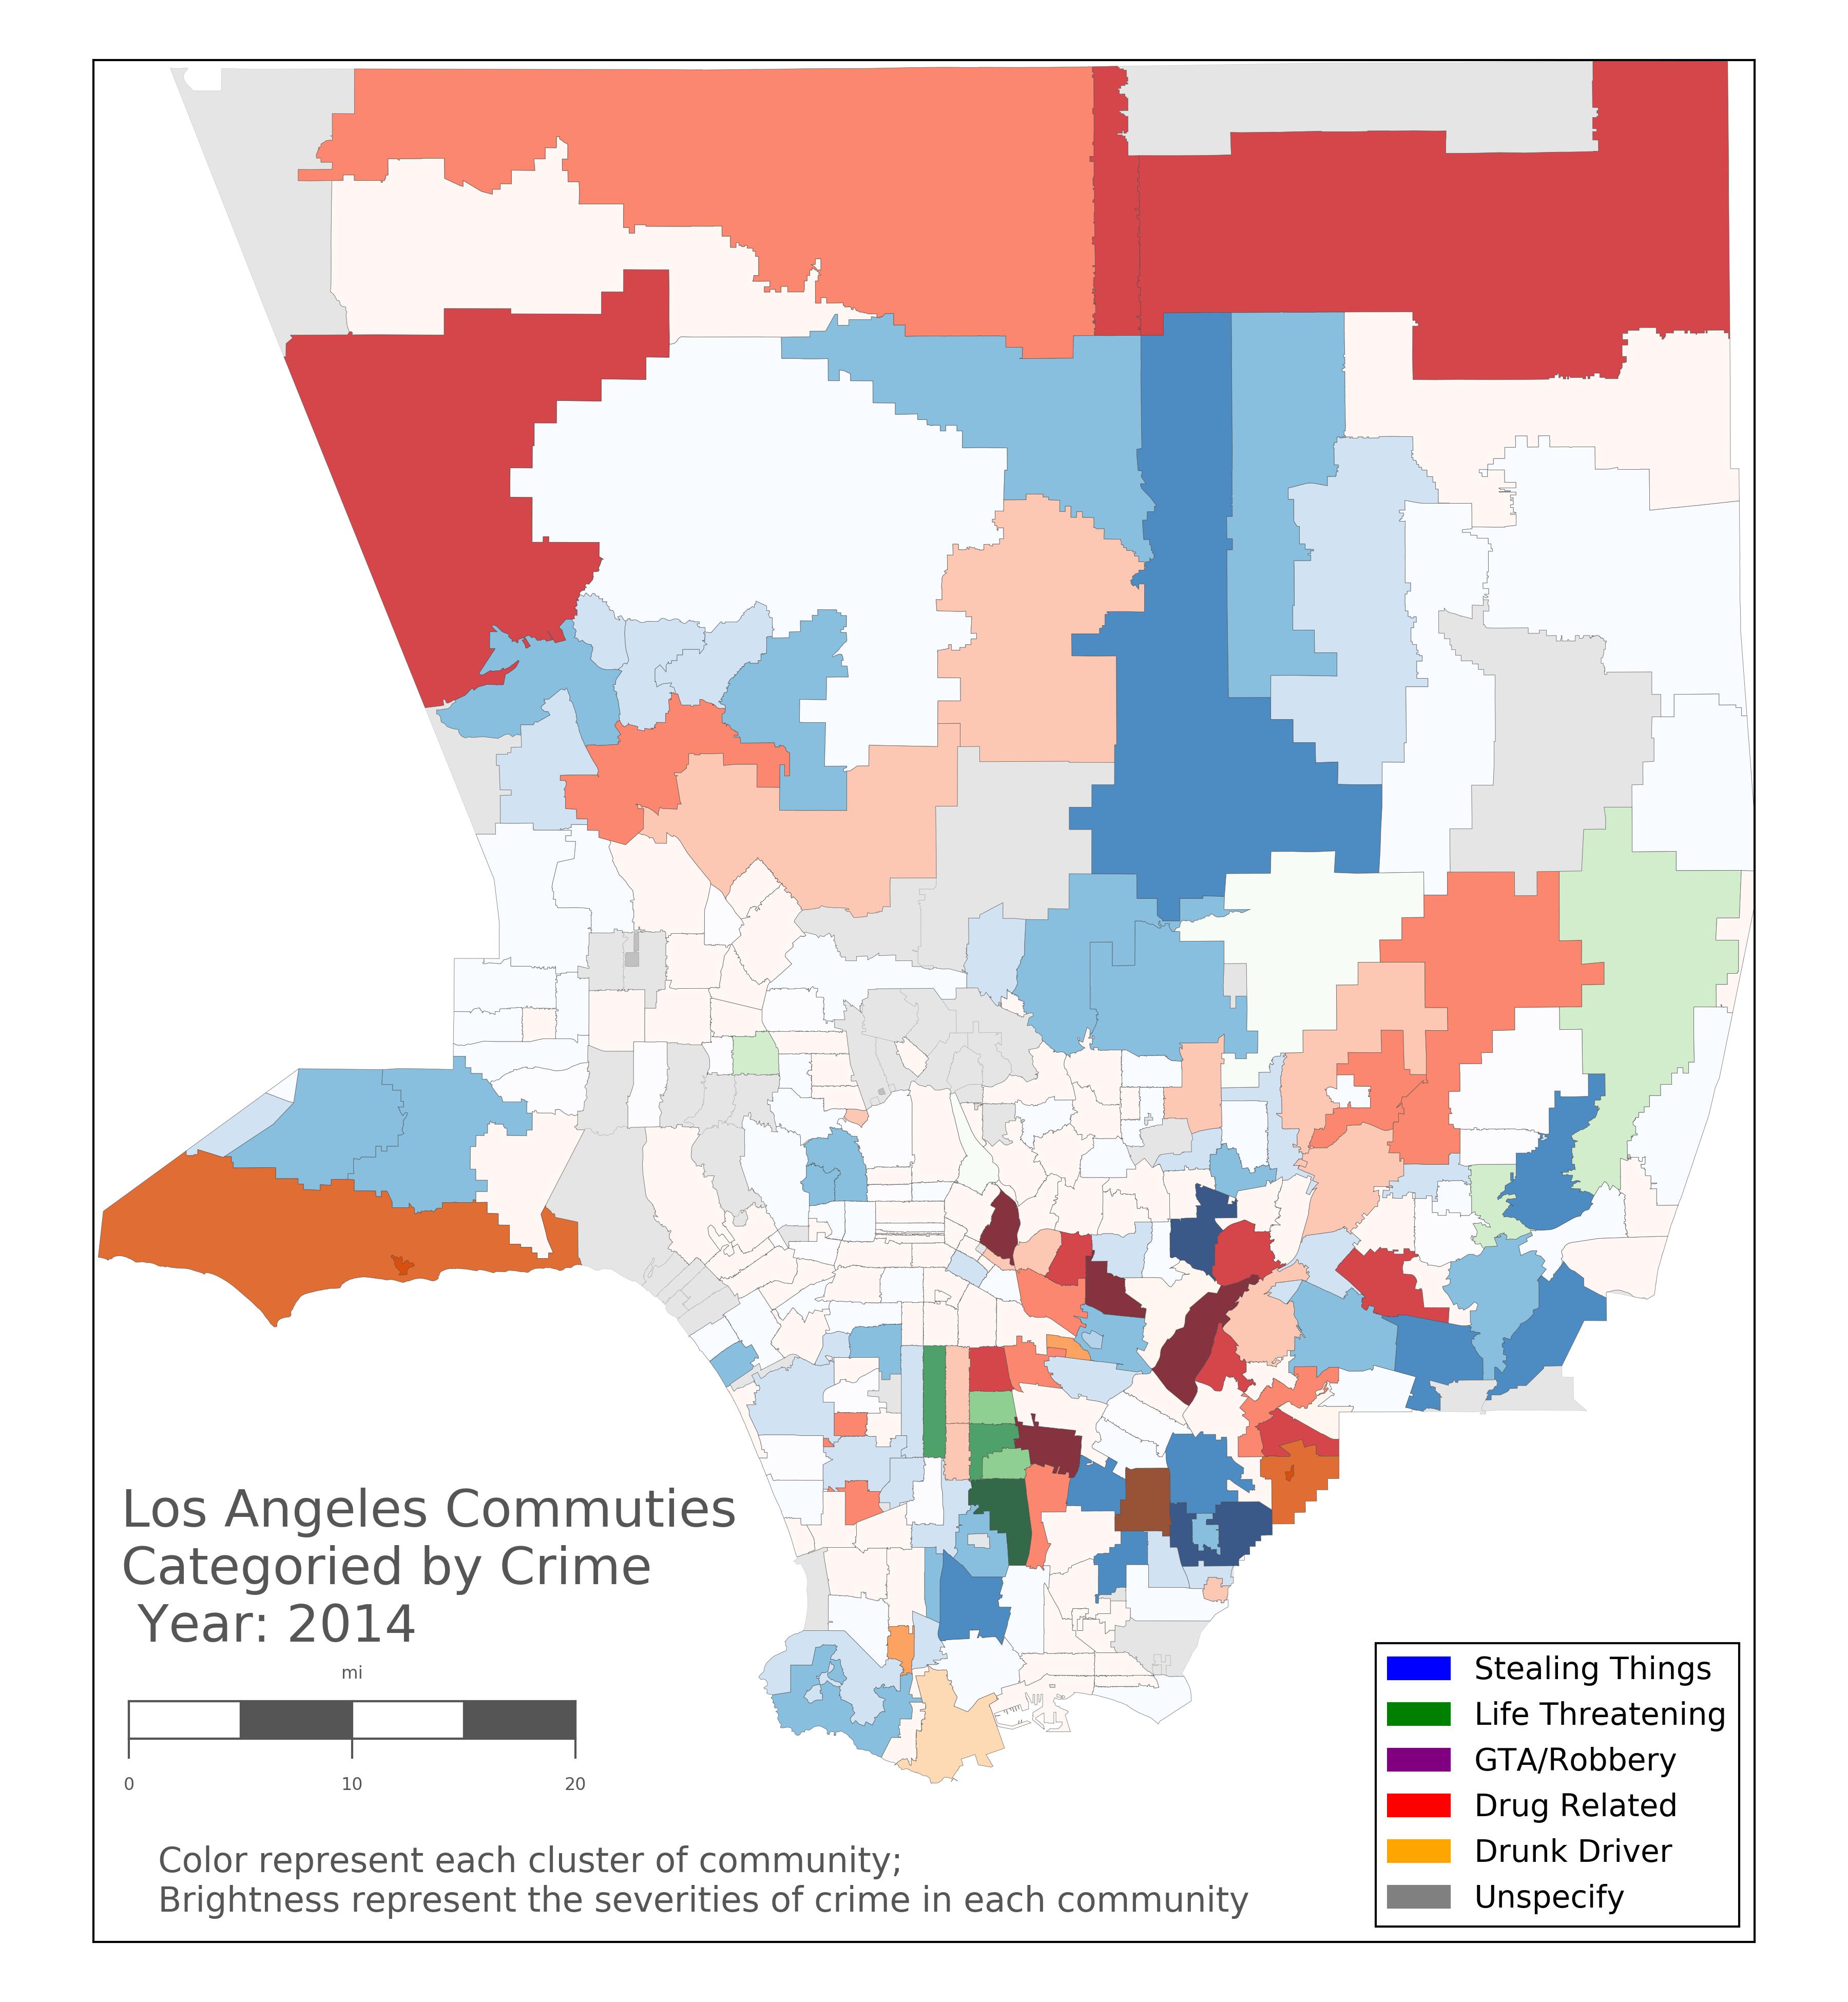 Los Angeles Commuties
Categoried by Crime
Year: 2014
mi
0 10 20
Color represent each cluster of community;
Brightness represent the severities of crime in each community
Stealing Things
Life Threatening
GTA/Robbery
Drug Related
Drunk Driver
Unspecify